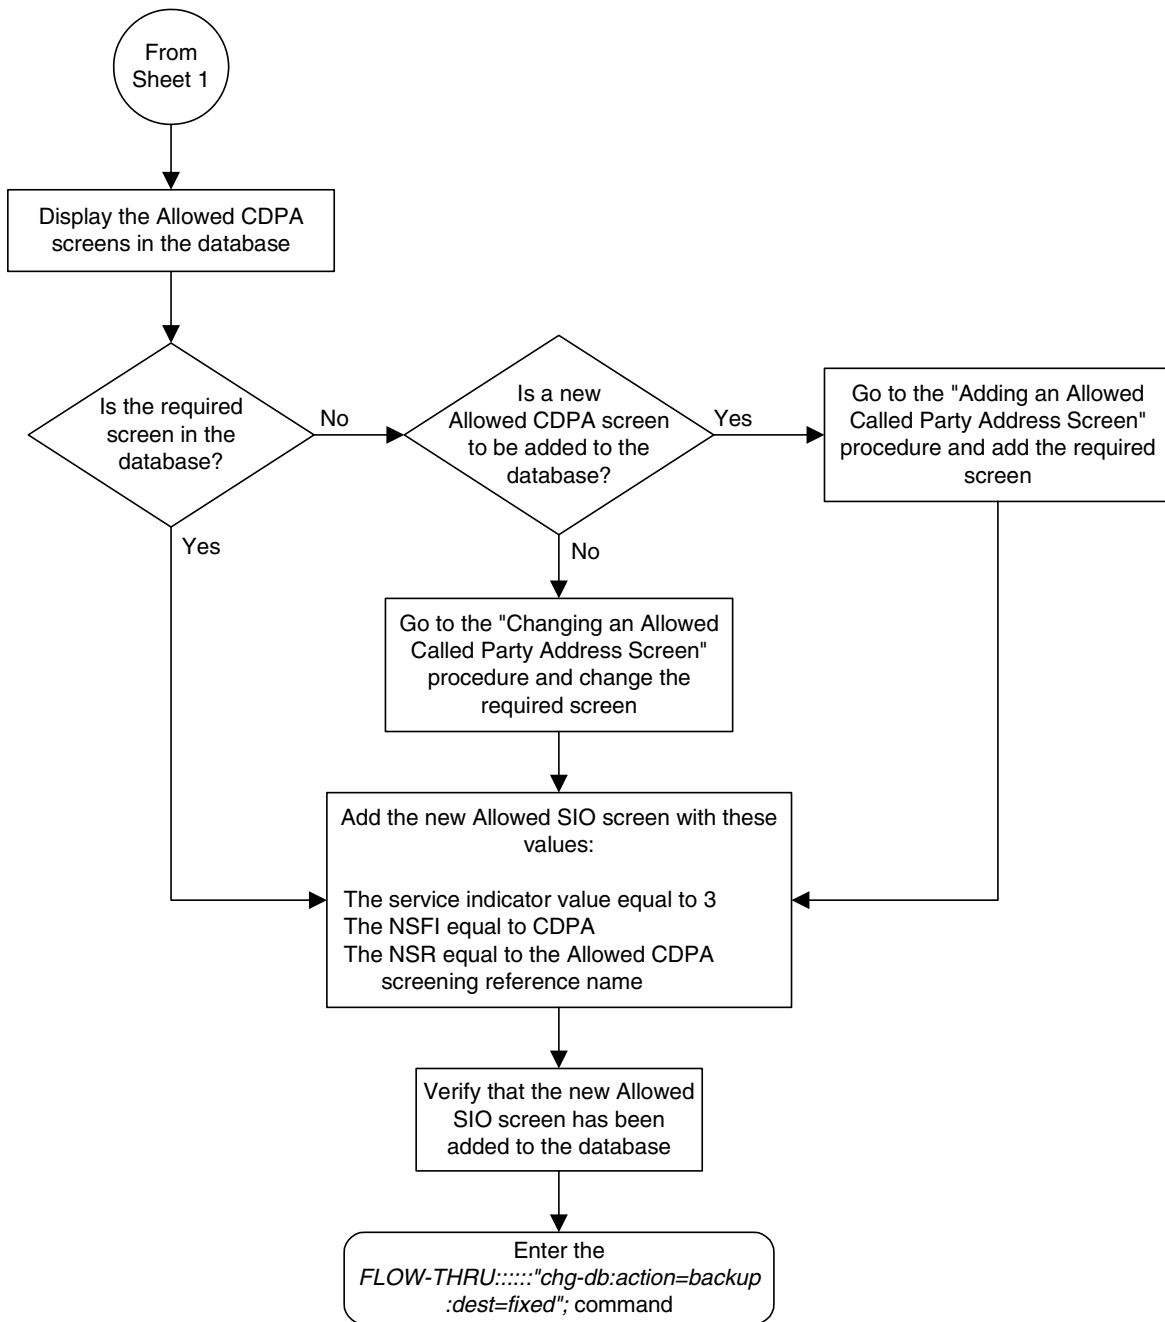 From
Sheet 1
Display the Allowed CDPA
screens in the database
Is the required
screen in the
database?
No
Yes
Is a new
Allowed CDPA screen
to be added to the
database?
Yes
No
Go to the "Adding an Allowed
Called Party Address Screen"
procedure and add the required
screen
Go to the "Changing an Allowed
Called Party Address Screen"
procedure and change the
required screen
Add the new Allowed SIO screen with these
values:
The service indicator value equal to 3
The NSFI equal to CDPA
The NSR equal to the Allowed CDPA
screening reference name
Verify that the new Allowed
SIO screen has been
added to the database
Enter the
FLOW-THRU::::::"chg-db:action=backup
:dest=fixed"; command